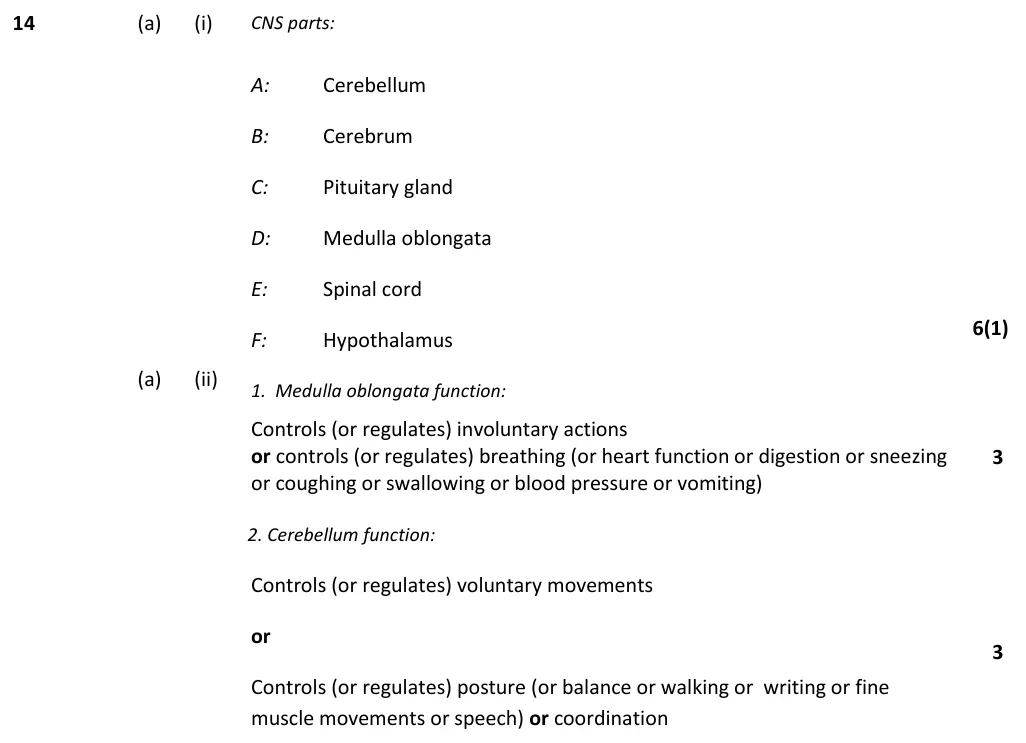 14 (a) (i) CNS parts:
A: Cerebellum
B: Cerebrum
C: Pituitary gland
D: Medulla oblongata
E: Spinal cord
6(1)
F: Hypothalamus
(a) (ii) 1. Medulla oblongata function:
Controls (or regulates) involuntary actions
or controls (or regulates) breathing (or heart function or digestion or sneezing 3
or coughing or swallowing or blood pressure or vomiting)
2. Cerebellum function:
Controls (or regulates) voluntary movements
or
3
Controls (or regulates) posture (or balance or walking or writing or fine
muscle movements or speech) or coordination